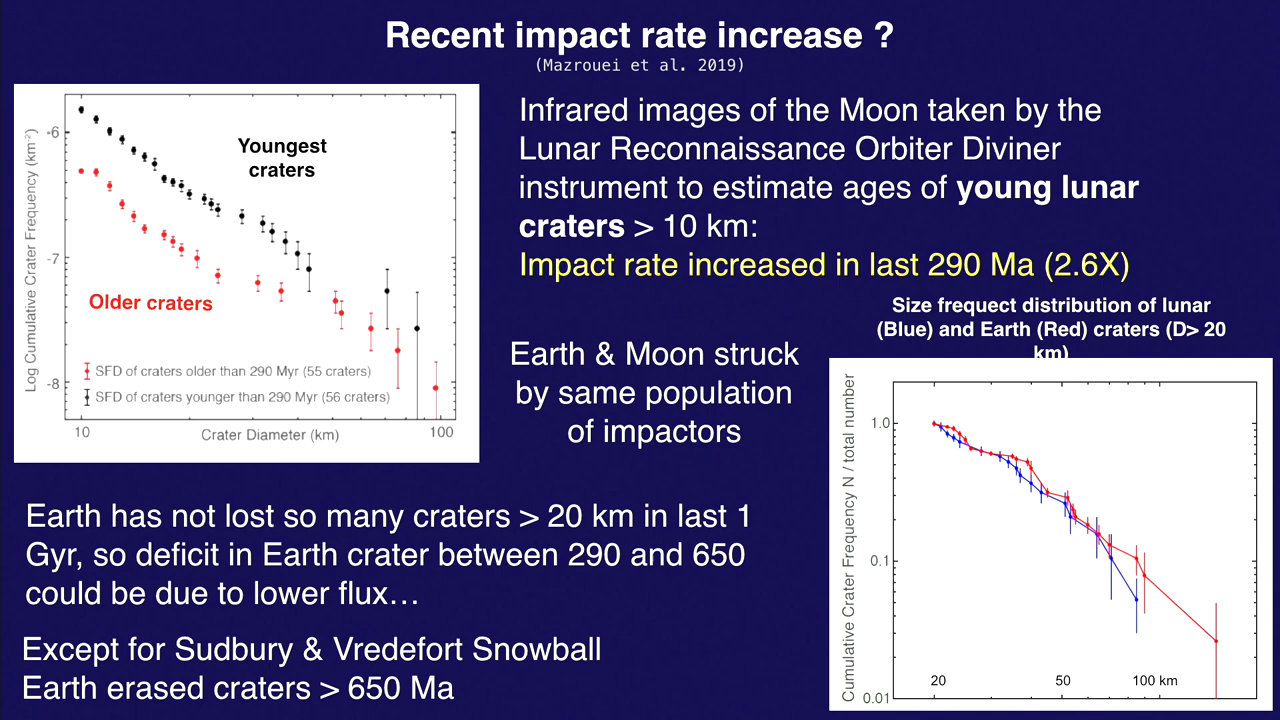 Recent impact rate increase ?
(Mazrouei et al. 2019)
Log Cumulative Crater Frequency (km⁻²)
-6
-7
-8
Youngest
craters
Older craters
SFD of craters older than 290 Myr (55 craters)
SFD of craters younger than 290 Myr (56 craters)
10
Crater Diameter (km)
100
Infrared images of the Moon taken by the
Lunar Reconnaissance Orbiter Diviner
instrument to estimate ages of young lunar
craters > 10 km:
Impact rate increased in last 290 Ma (2.6X)
Earth & Moon struck
by same population
of impactors
Size frequect distribution of lunar
(Blue) and Earth (Red) craters (D> 20
km)
Cumulative Crater Frequency N / total number
1.0
0.1
0.01
20
50
100 km
Earth has not lost so many craters > 20 km in last 1
Gyr, so deficit in Earth crater between 290 and 650
could be due to lower flux…
Except for Sudbury & Vredefort Snowball
Earth erased craters > 650 Ma